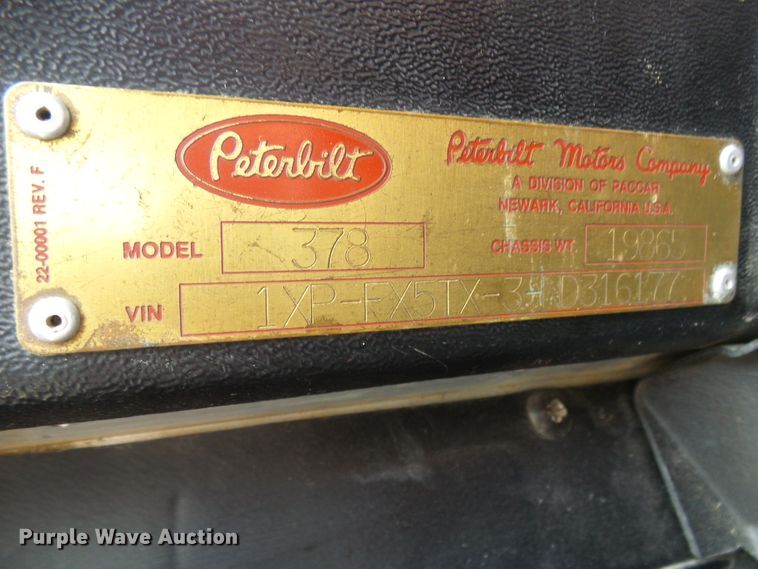 22-00001 REV. F
Peterbilt
Peterbilt Motors Company
A DIVISION OF PACCAR
NEWARK, CALIFORNIA U.S.A.
MODEL 378 CHASSIS WT. 19865
VIN
Purple Wave Auction